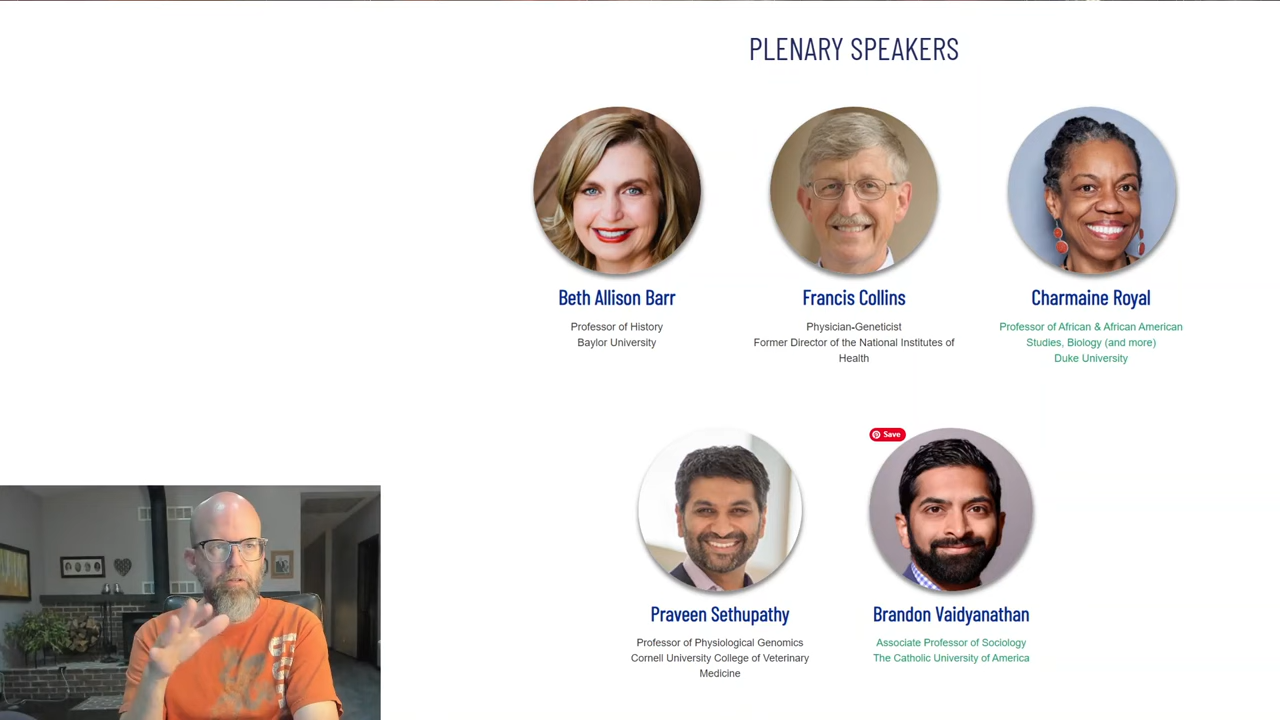 PLENARY SPEAKERS
Beth Allison Barr
Professor of History
Baylor University
Francis Collins
Physician-Geneticist
Former Director of the National Institutes of
Health
Charmaine Royal
Professor of African & African American
Studies, Biology (and more)
Duke University
Save
Praveen Sethupathy
Professor of Physiological Genomics
Cornell University College of Veterinary
Medicine
Brandon Vaidyanathan
Associate Professor of Sociology
The Catholic University of America